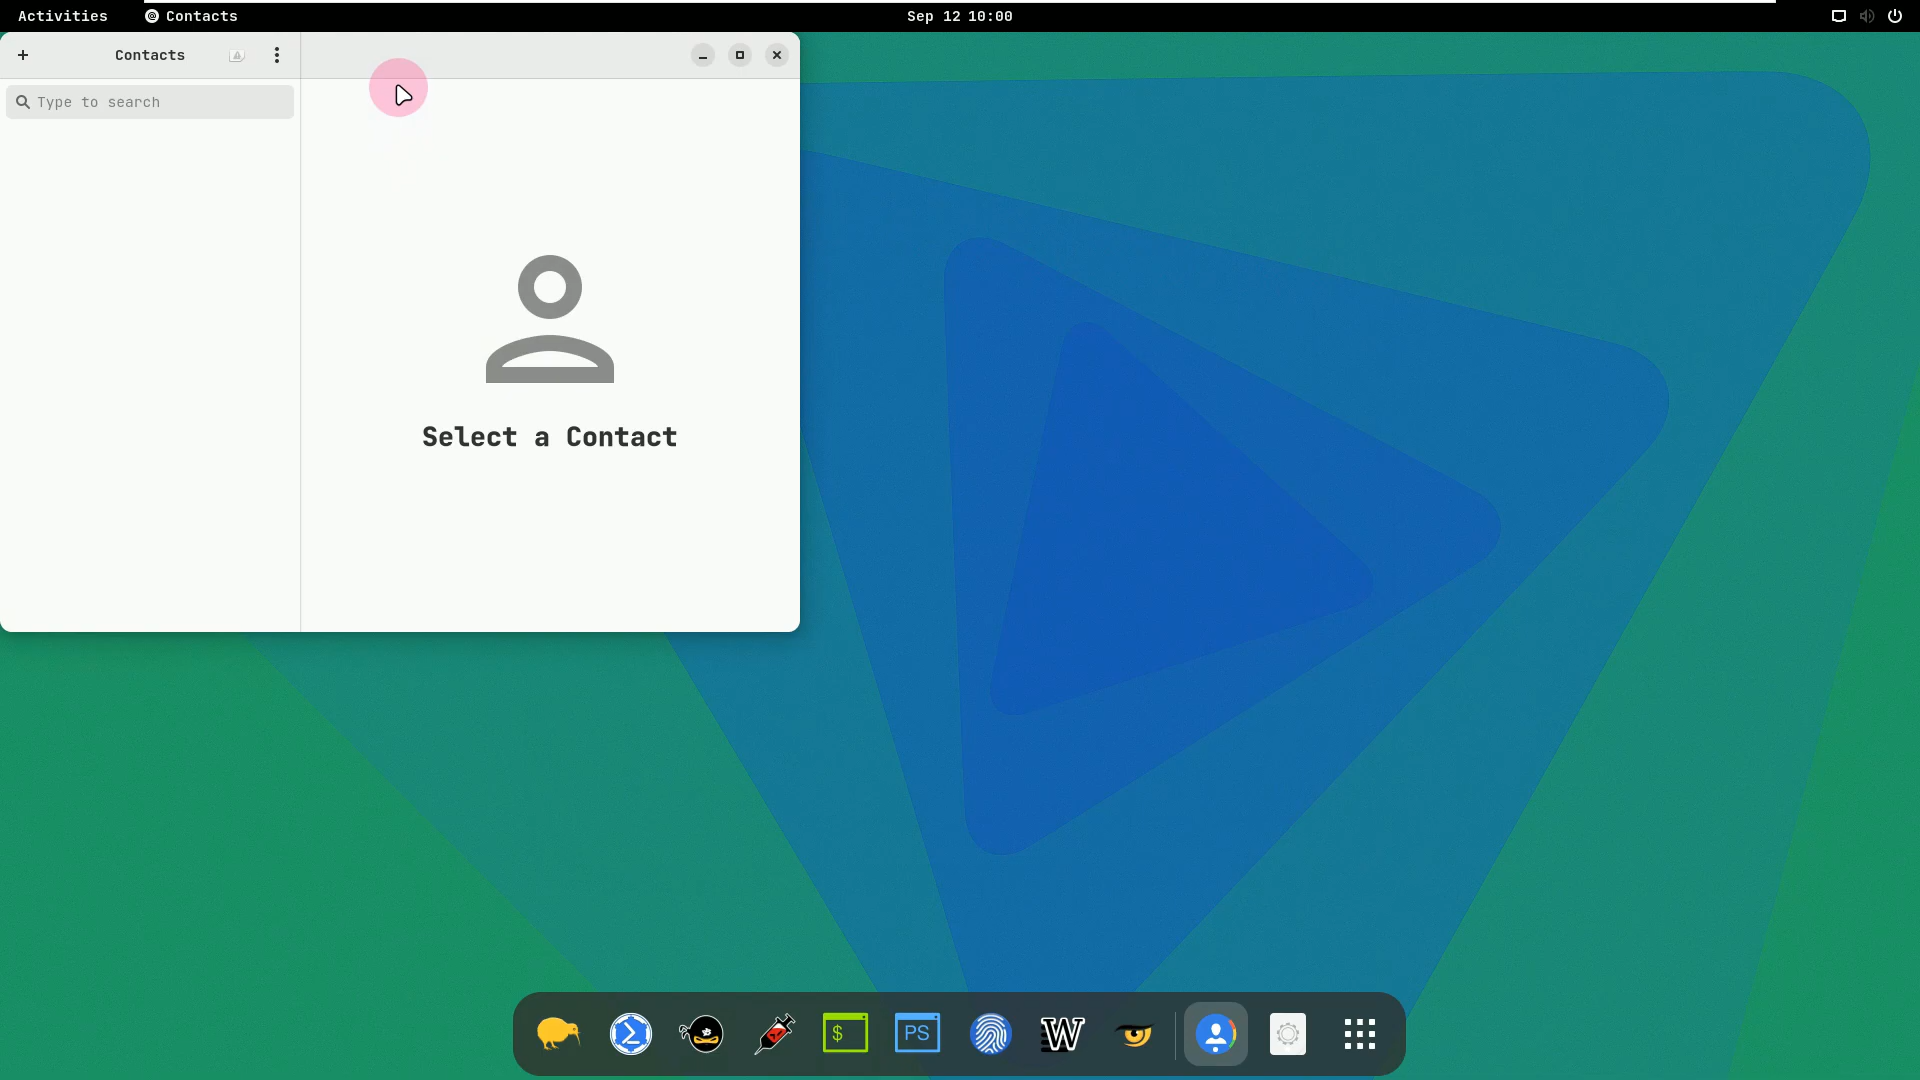 Activities
Contacts
Sep 12 10:00
Contacts
Type to search
Select a Contact
$
PS
W